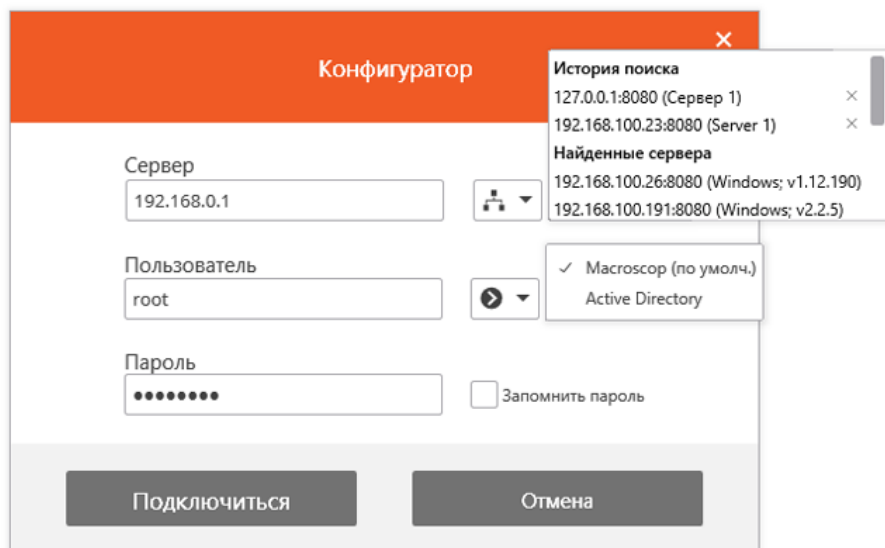 Конфигуратор
История поиска
127.0.0.1:8080 (Сервер 1)
192.168.100.23:8080 (Server 1)
Найденные сервера
192.168.100.26:8080 (Windows; v1.12.190)
192.168.100.191:8080 (Windows; v2.2.5)
Сервер
192.168.0.1
Пользователь
root
Macroscop (по умолч.)
Active Directory
Пароль
●●●●●●●●
Запомнить пароль
Подключиться
Отмена